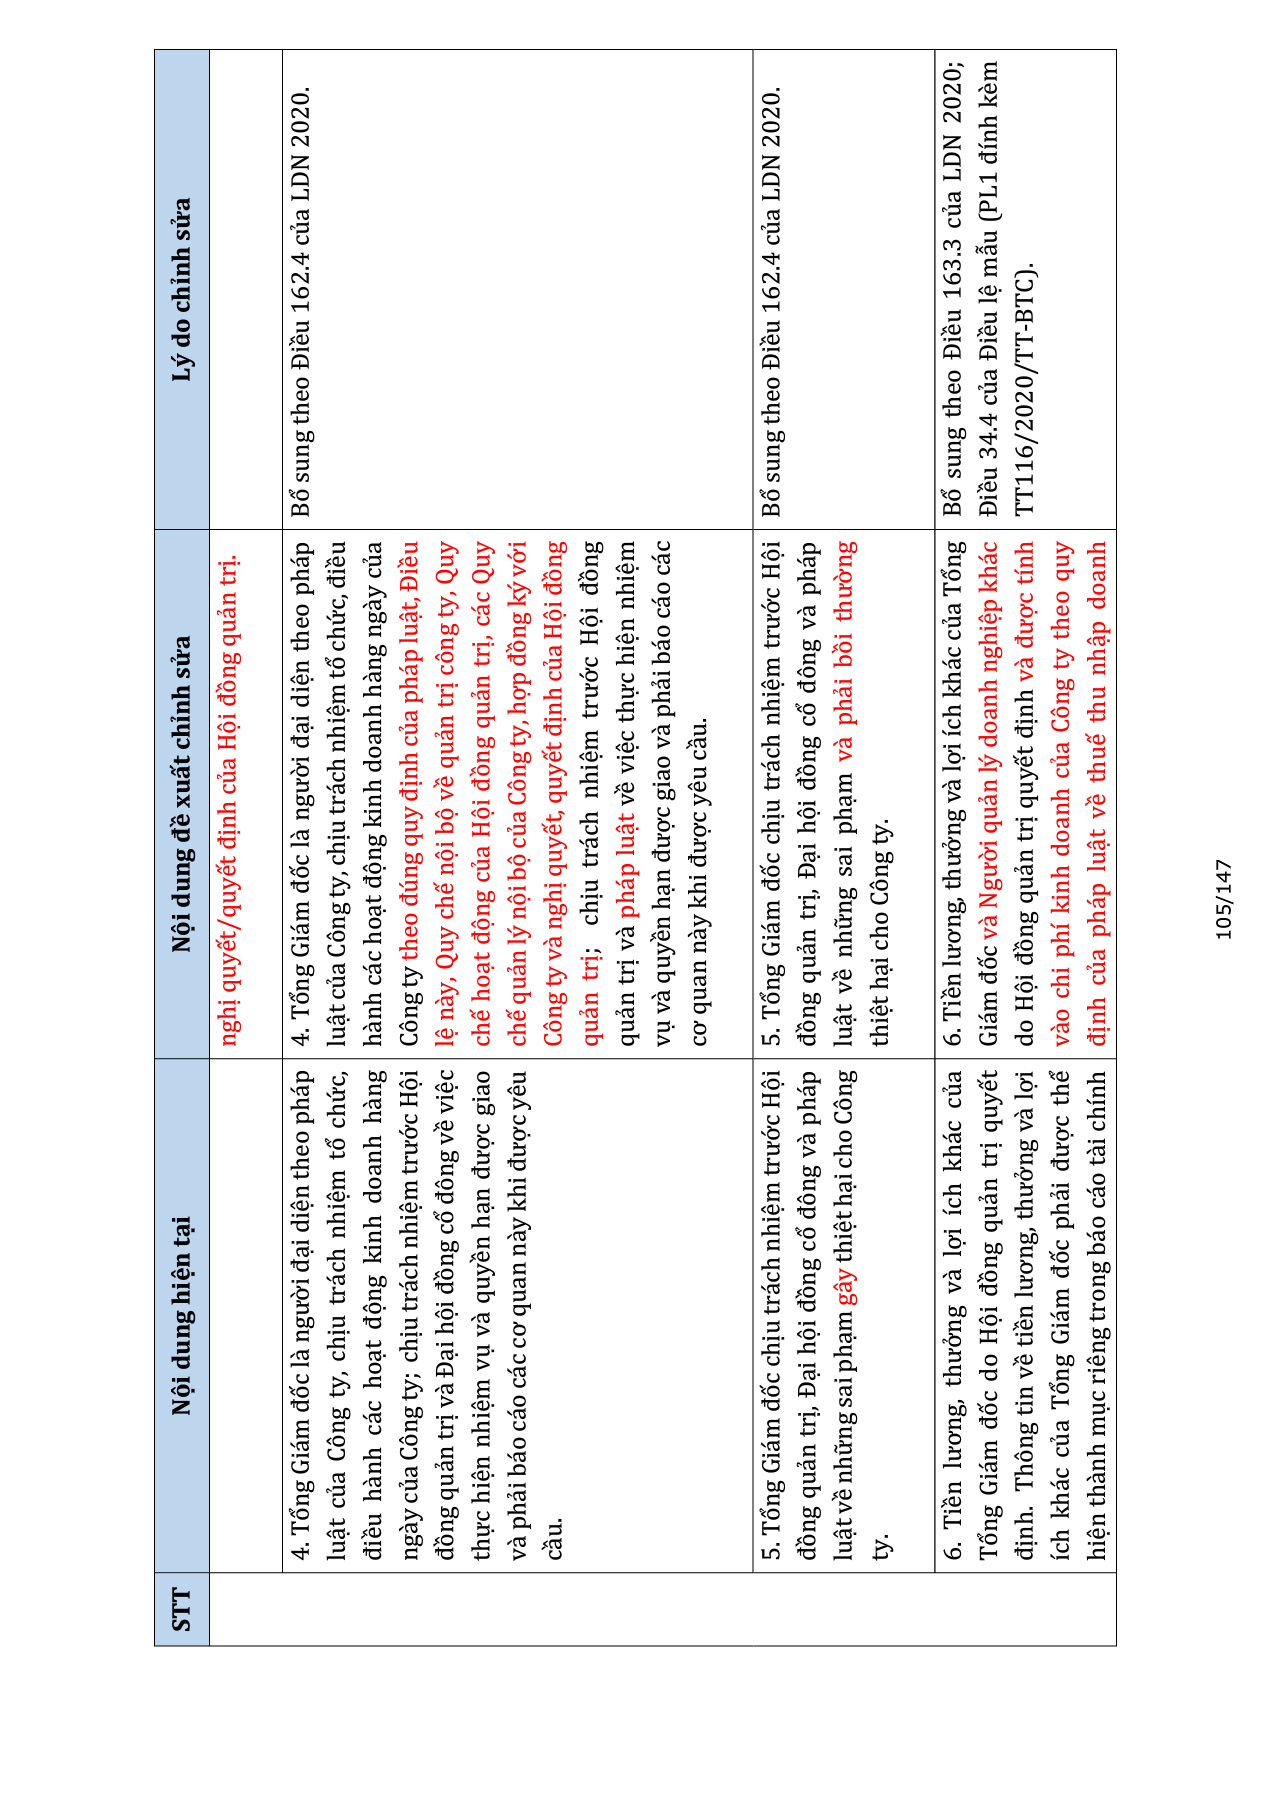 STT
Nội dung hiện tại
Nội dung đề xuất chỉnh sửa
Lý do chỉnh sửa
nghị quyết/quyết định của Hội đồng quản trị.
4. Tổng Giám đốc là người đại diện theo pháp
luật của Công ty, chịu trách nhiệm tổ chức,
điều hành các hoạt động kinh doanh hàng
ngày của Công ty; chịu trách nhiệm trước Hội
đồng quản trị và Đại hội đồng cổ đông về việc
thực hiện nhiệm vụ và quyền hạn được giao
và phải báo cáo các cơ quan này khi được yêu
cầu.
4. Tổng Giám đốc là người đại diện theo pháp
luật của Công ty, chịu trách nhiệm tổ chức, điều
hành các hoạt động kinh doanh hàng ngày của
Công ty theo đúng quy định của pháp luật, Điều
lệ này, Quy chế nội bộ về quản trị công ty, Quy
chế hoạt động của Hội đồng quản trị, các Quy
chế quản lý nội bộ của Công ty, hợp đồng ký với
Công ty và nghị quyết, quyết định của Hội đồng
quản trị; chịu trách nhiệm trước Hội đồng
quản trị và pháp luật về việc thực hiện nhiệm
vụ và quyền hạn được giao và phải báo cáo các
cơ quan này khi được yêu cầu.
Bổ sung theo Điều 162.4 của LDN 2020.
5. Tổng Giám đốc chịu trách nhiệm trước Hội
đồng quản trị, Đại hội đồng cổ đông và pháp
luật về những sai phạm gây thiệt hại cho Công
ty.
5. Tổng Giám đốc chịu trách nhiệm trước Hội
đồng quản trị, Đại hội đồng cổ đông và pháp
luật về những sai phạm và phải bồi thường
thiệt hại cho Công ty.
Bổ sung theo Điều 162.4 của LDN 2020.
6. Tiền lương, thưởng và lợi ích khác của
Tổng Giám đốc do Hội đồng quản trị quyết
định. Thông tin về tiền lương, thưởng và lợi
ích khác của Tổng Giám đốc phải được thể
hiện thành mục riêng trong báo cáo tài chính
6. Tiền lương, thưởng và lợi ích khác của Tổng
Giám đốc và Người quản lý doanh nghiệp khác
do Hội đồng quản trị quyết định và được tính
vào chi phí kinh doanh của Công ty theo quy
định của pháp luật về thuế thu nhập doanh
Bổ sung theo Điều 163.3 của LDN 2020;
Điều 34.4 của Điều lệ mẫu (PL1 đính kèm
TT116/2020/TT-BTC).
105/147